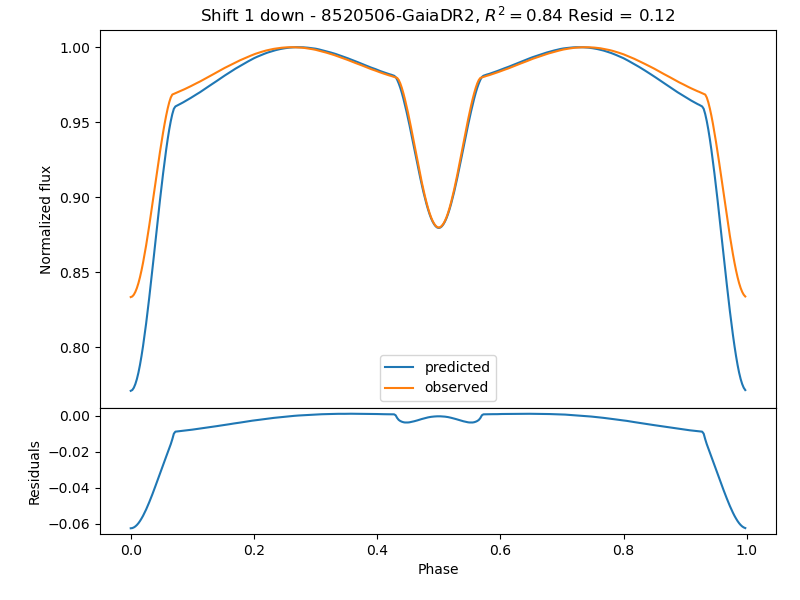 Shift 1 down - 8520506-GaiaDR2, R² = 0.84 Resid = 0.12
1.00
0.95
0.90
0.85
0.80
Normalized flux
predicted
observed
0.00
−0.02
−0.04
−0.06
Residuals
0.0 0.2 0.4 0.6 0.8 1.0
Phase